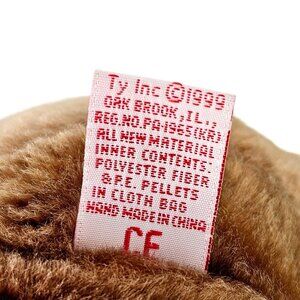 Ty Inc ©1999
OAK BROOK, IL.,
REG.NO.PA-1965(KR)
ALL NEW MATERIAL
INNER CONTENTS:
POLYESTER FIBER
& P.E. PELLETS
IN CLOTH BAG
HAND MADE IN CHINA
CE